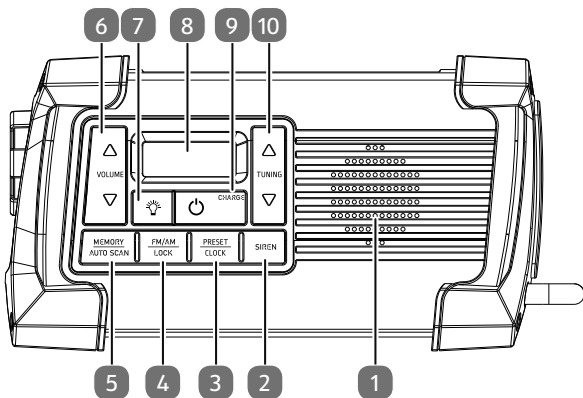 6 7 8 9 10
VOLUME
TUNING
CHARGE
MEMORY
AUTO SCAN
FM/AM
LOCK
PRESET
CLOCK
SIREN
5 4 3 2 1